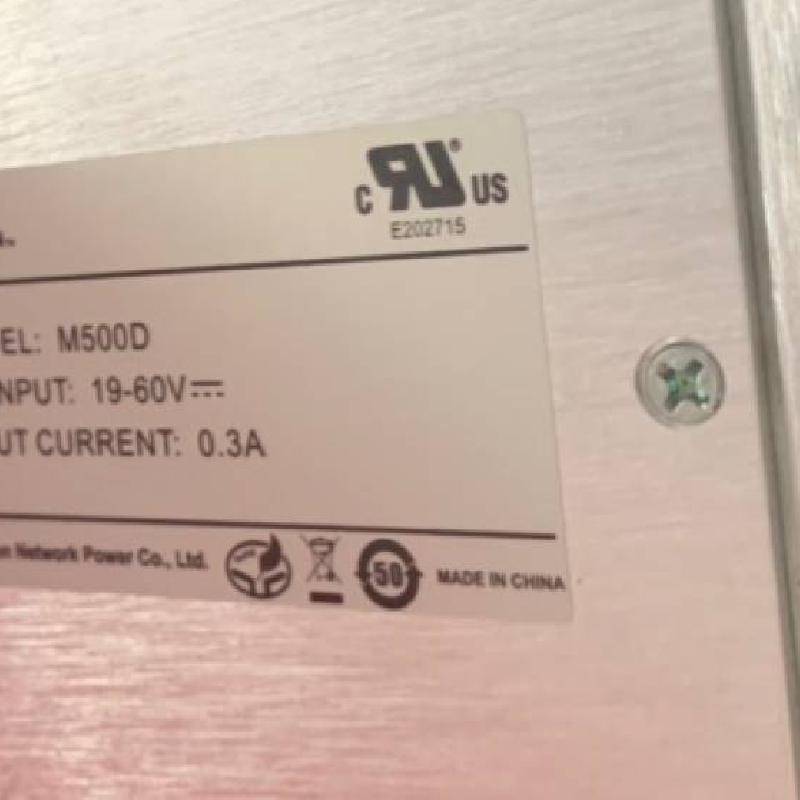 c RU® US
E202715
EL: M500D
NPUT: 19-60V
UT CURRENT: 0.3A
n Network Power Co., Ltd.
50
MADE IN CHINA